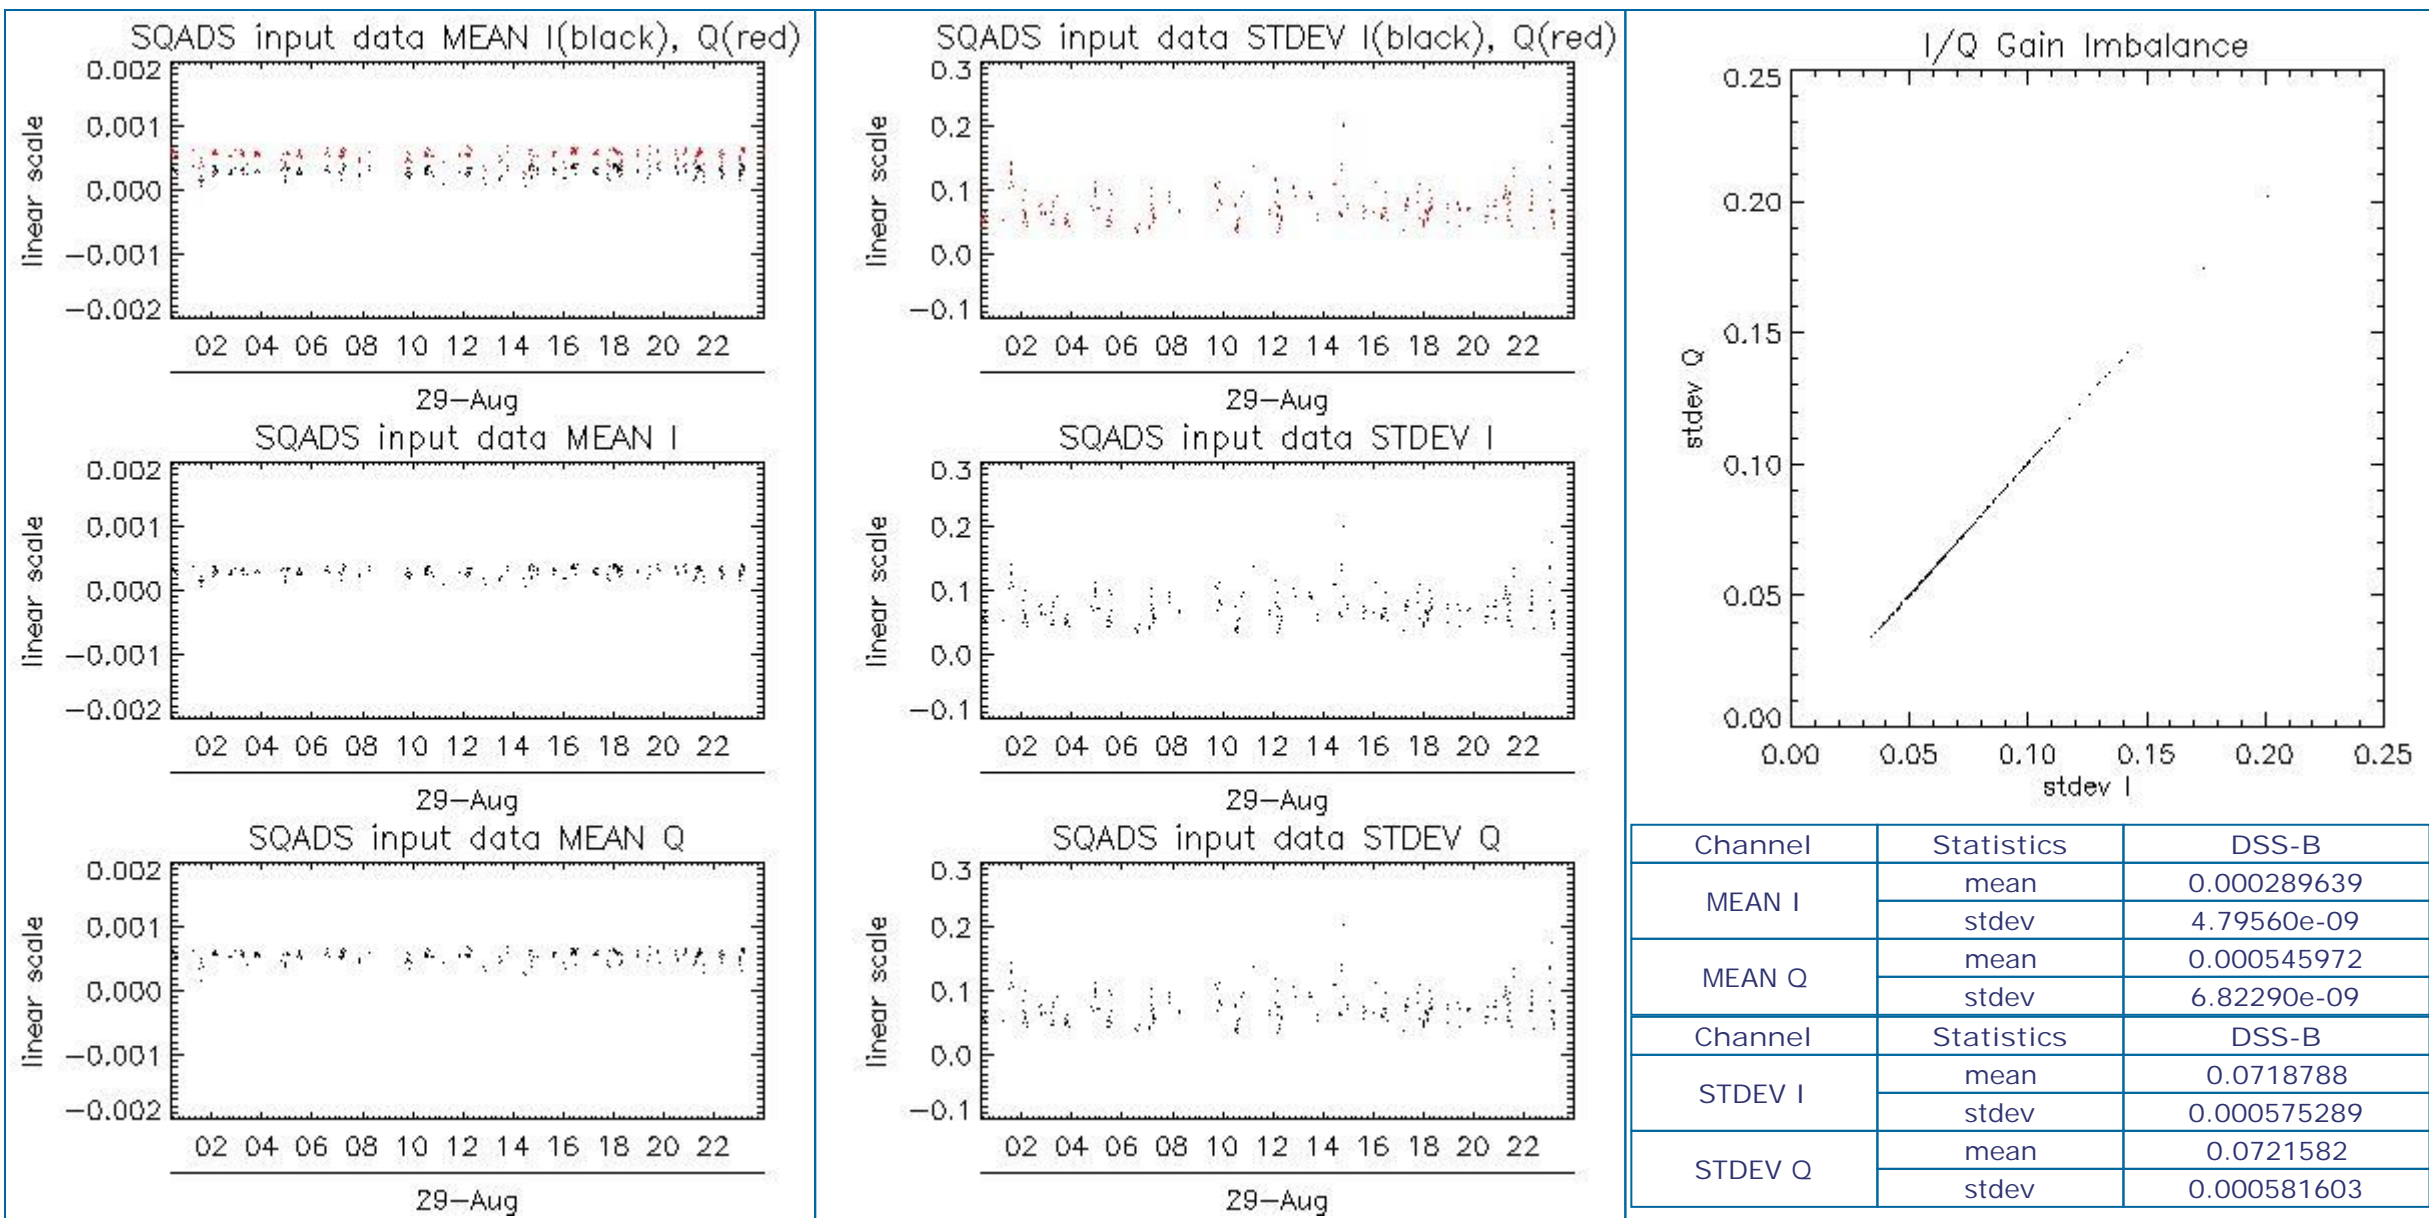 SQADS input data MEAN I(black), Q(red)
0.002
0.001
0.000
-0.001
-0.002
linear scale
02 04 06 08 10 12 14 16 18 20 22
29-Aug
SQADS input data MEAN I
0.002
0.001
0.000
-0.001
-0.002
linear scale
02 04 06 08 10 12 14 16 18 20 22
29-Aug
SQADS input data MEAN Q
0.002
0.001
0.000
-0.001
-0.002
linear scale
02 04 06 08 10 12 14 16 18 20 22
29-Aug
SQADS input data STDEV I(black), Q(red)
0.3
0.2
0.1
0.0
-0.1
linear scale
02 04 06 08 10 12 14 16 18 20 22
29-Aug
SQADS input data STDEV I
0.3
0.2
0.1
0.0
-0.1
linear scale
02 04 06 08 10 12 14 16 18 20 22
29-Aug
SQADS input data STDEV Q
0.3
0.2
0.1
0.0
-0.1
linear scale
02 04 06 08 10 12 14 16 18 20 22
29-Aug
I/Q Gain Imbalance
0.25
0.20
0.15
0.10
0.05
0.00
stdev Q
0.00 0.05 0.10 0.15 0.20 0.25
stdev I
Channel Statistics DSS-B
MEAN I mean 0.000289639
stdev 4.79560e-09
MEAN Q mean 0.000545972
stdev 6.82290e-09
Channel Statistics DSS-B
STDEV I mean 0.0718788
stdev 0.000575289
STDEV Q mean 0.0721582
stdev 0.000581603